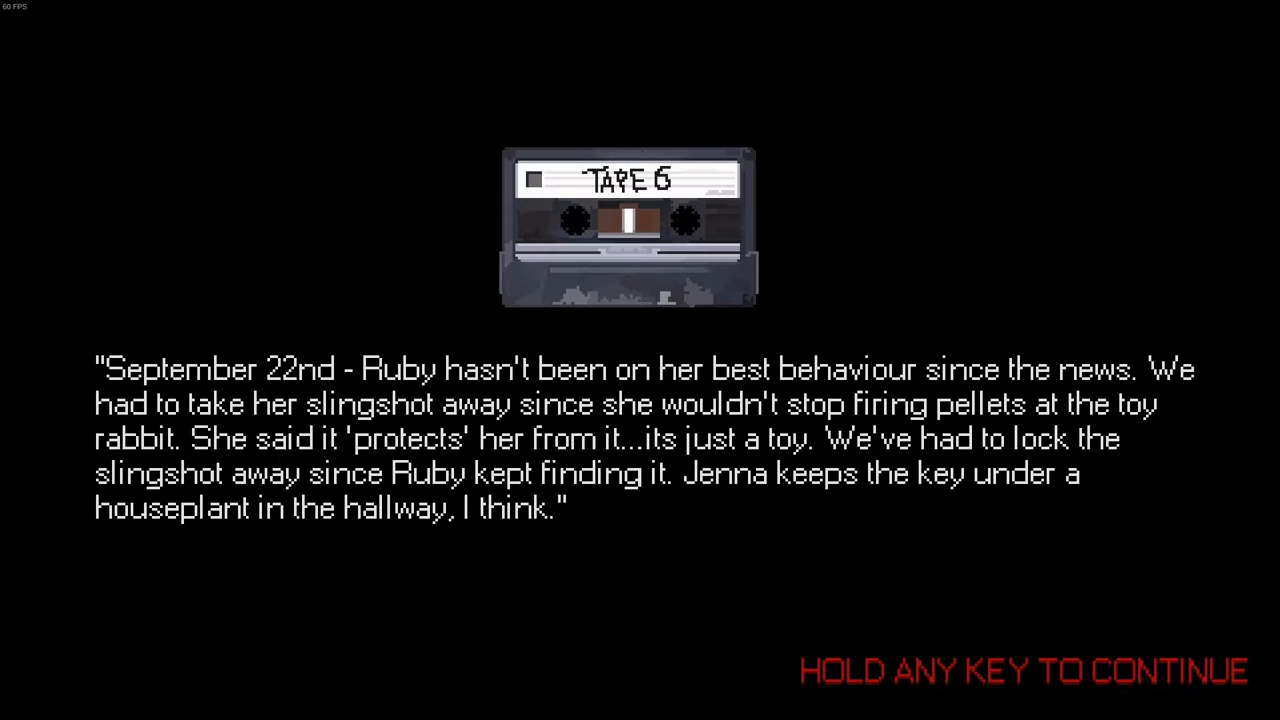 60 FPS
TAPE 6
"September 22nd - Ruby hasn't been on her best behaviour since the news. We
had to take her slingshot away since she wouldn't stop firing pellets at the toy
rabbit. She said it 'protects' her from it...its just a toy. We've had to lock the
slingshot away since Ruby kept finding it. Jenna keeps the key under a
houseplant in the hallway, I think."
HOLD ANY KEY TO CONTINUE